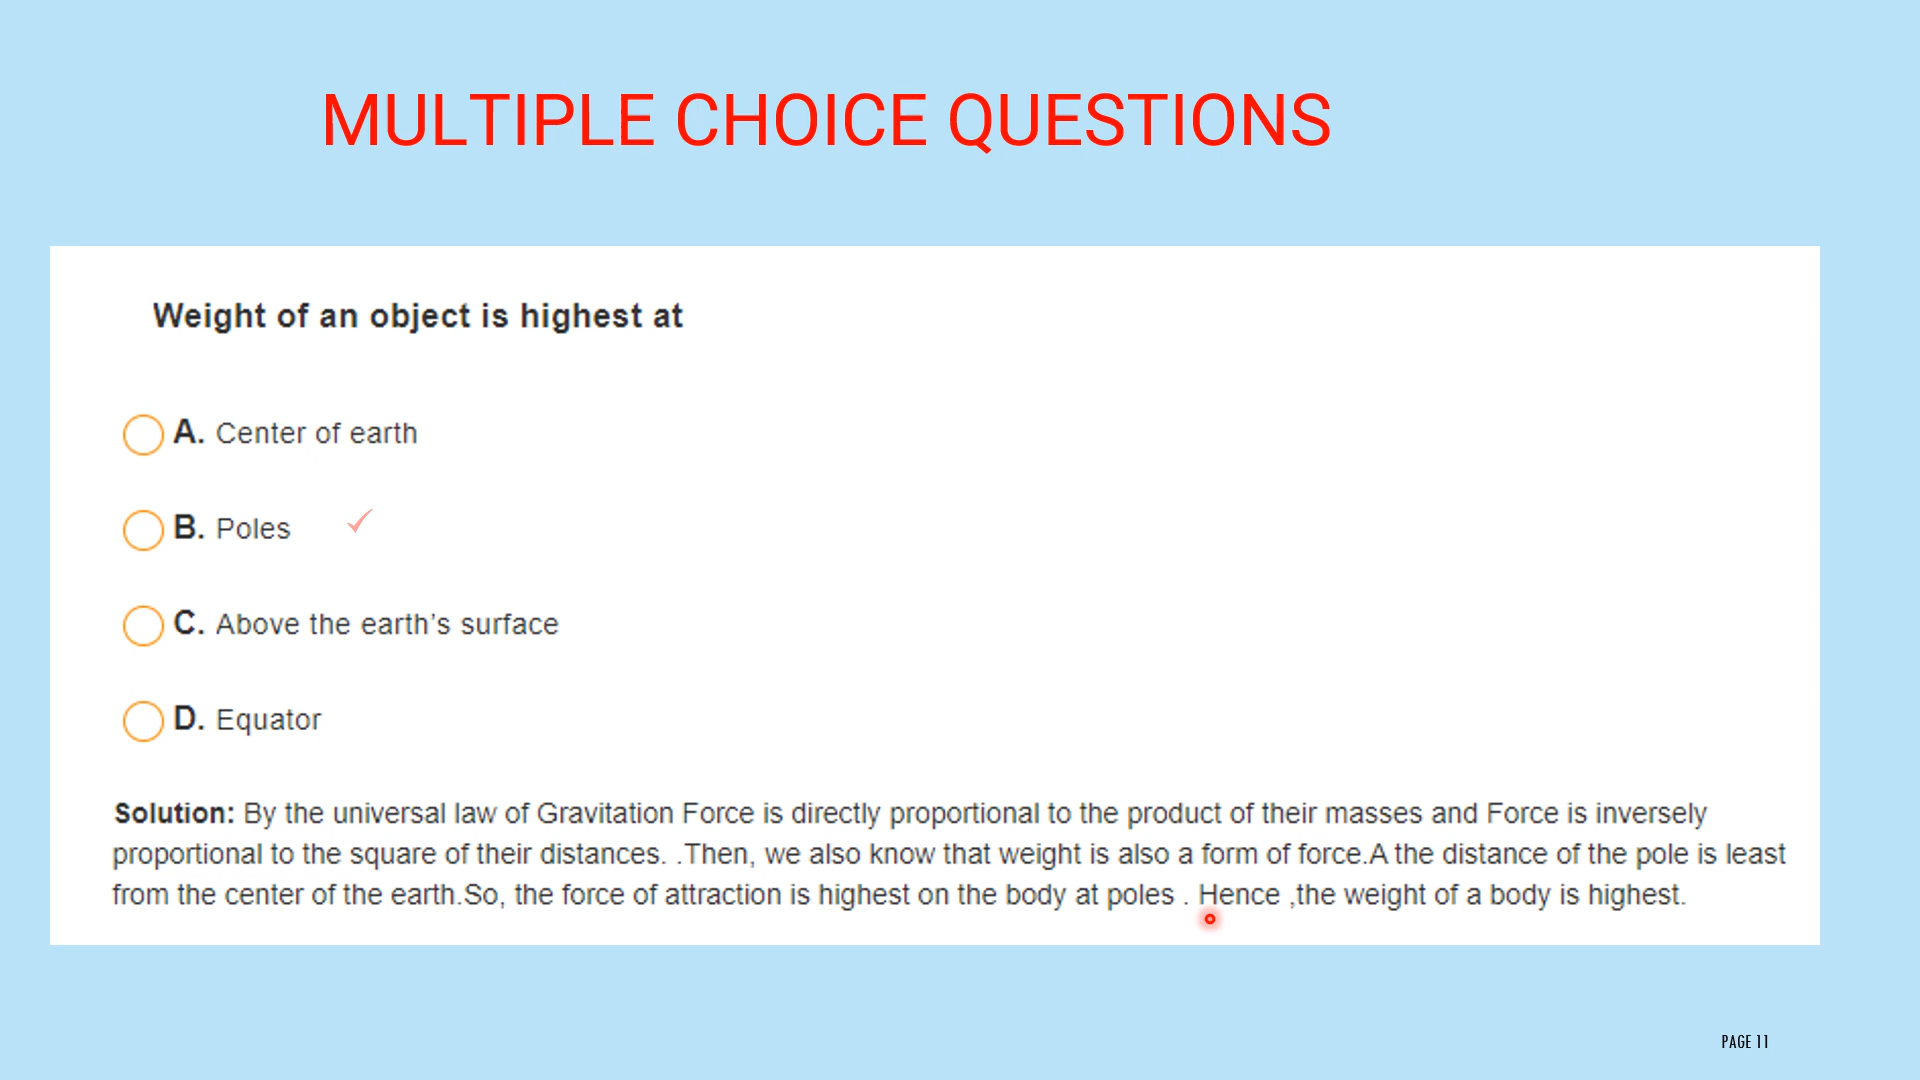 MULTIPLE CHOICE QUESTIONS
Weight of an object is highest at
A. Center of earth
B. Poles
C. Above the earth’s surface
D. Equator
Solution: By the universal law of Gravitation Force is directly proportional to the product of their masses and Force is inversely
proportional to the square of their distances. .Then, we also know that weight is also a form of force.A the distance of the pole is least
from the center of the earth.So, the force of attraction is highest on the body at poles . Hence ,the weight of a body is highest.
PAGE 11